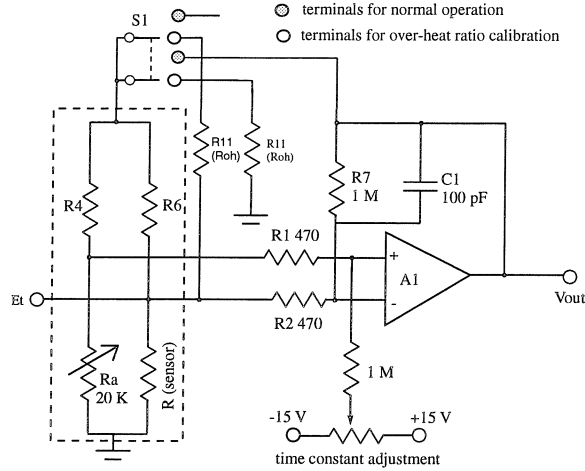 S1
terminals for normal operation
terminals for over-heat ratio calibration
R11
(Roh)
R11
(Roh)
R4
R6
R7
1 M
C1
100 pF
R1 470
+
A1
-
Et
R2 470
Vout
Ra
20 K
R (sensor)
1 M
-15 V
+15 V
time constant adjustment